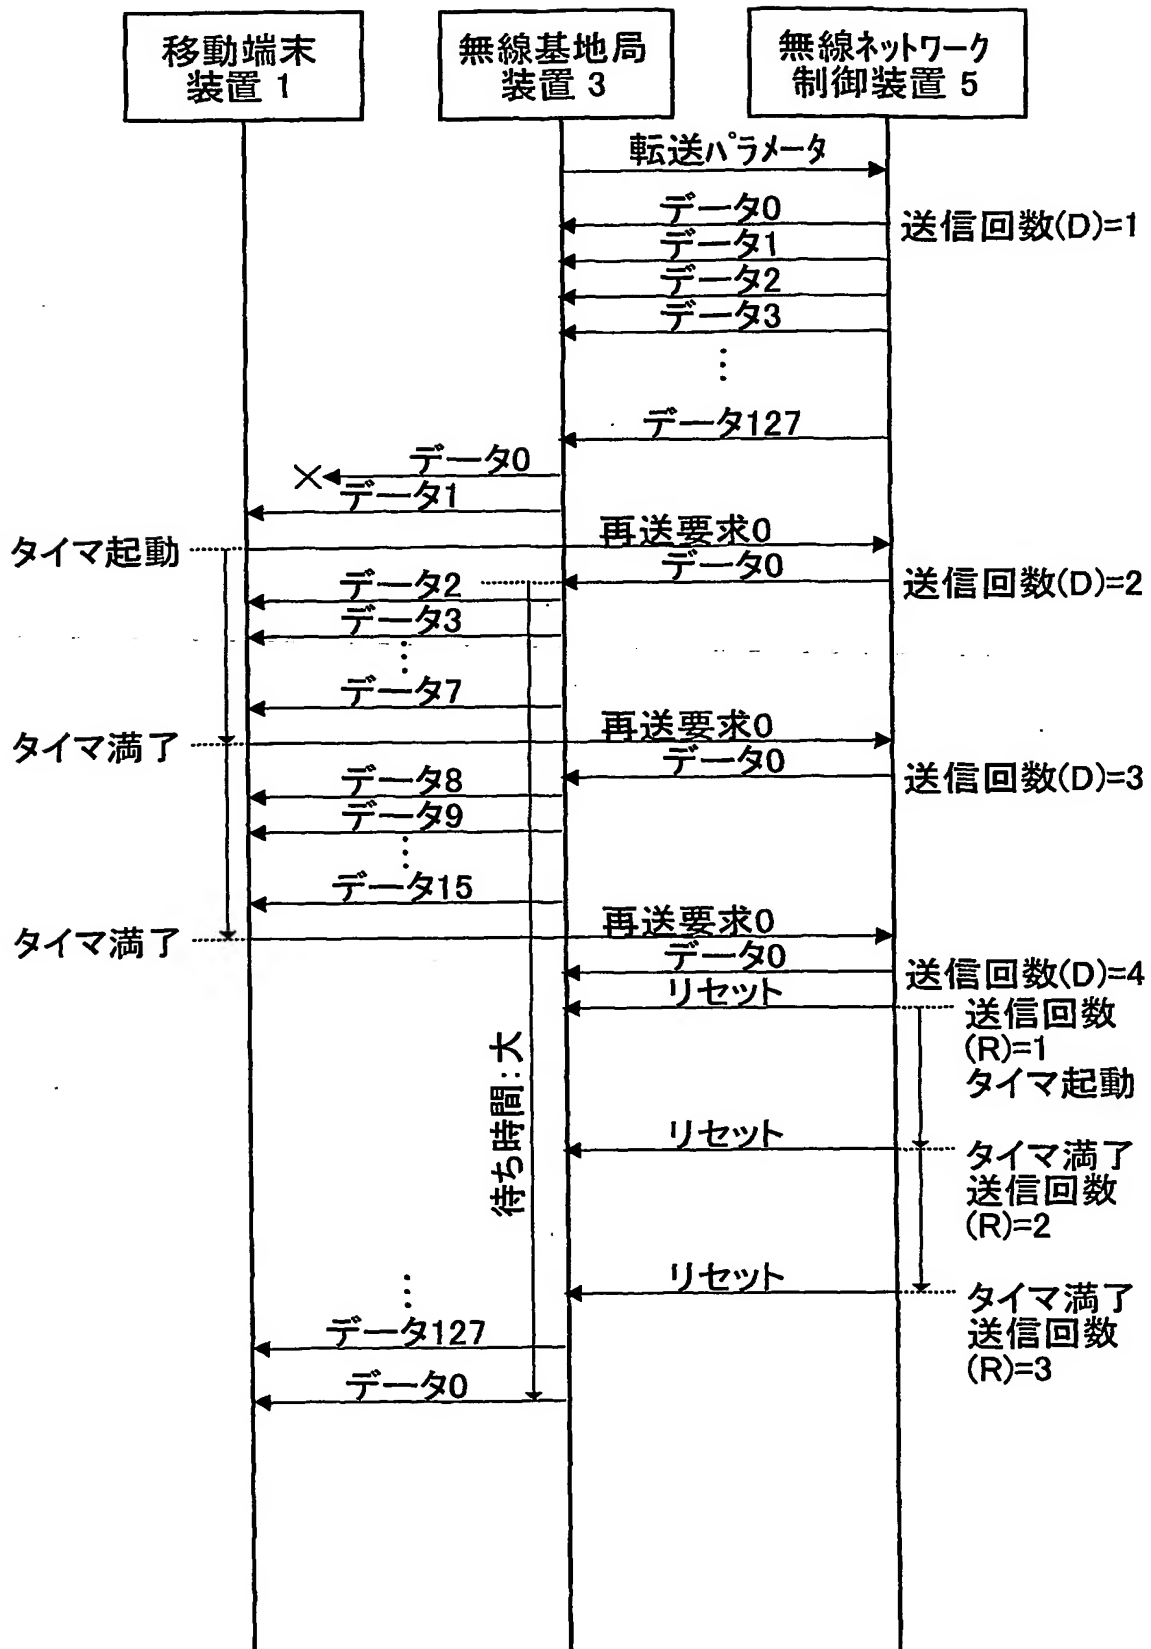 移動端末
装置 1
無線基地局
装置 3
無線ネットワーク
制御装置 5
転送パラメータ
データ0
送信回数(D)=1
データ1
データ2
データ3
データ127
データ0
データ1
再送要求0
タイマ起動
データ0
送信回数(D)=2
データ2
データ3
データ7
再送要求0
タイマ満了
データ0
送信回数(D)=3
データ8
データ9
データ15
再送要求0
タイマ満了
データ0
送信回数(D)=4
リセット
送信回数
(R)=1
タイマ起動
待ち時間:大
リセット
タイマ満了
送信回数
(R)=2
リセット
タイマ満了
送信回数
(R)=3
データ127
データ0